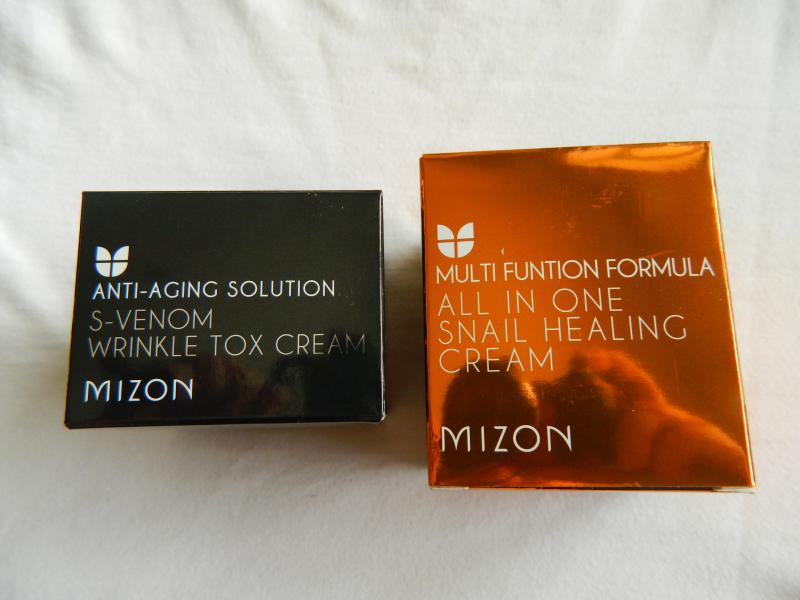 ANTI-AGING SOLUTION
S-VENOM
WRINKLE TOX CREAM
MIZON
MULTI FUNTION FORMULA
ALL IN ONE
SNAIL HEALING
CREAM
MIZON